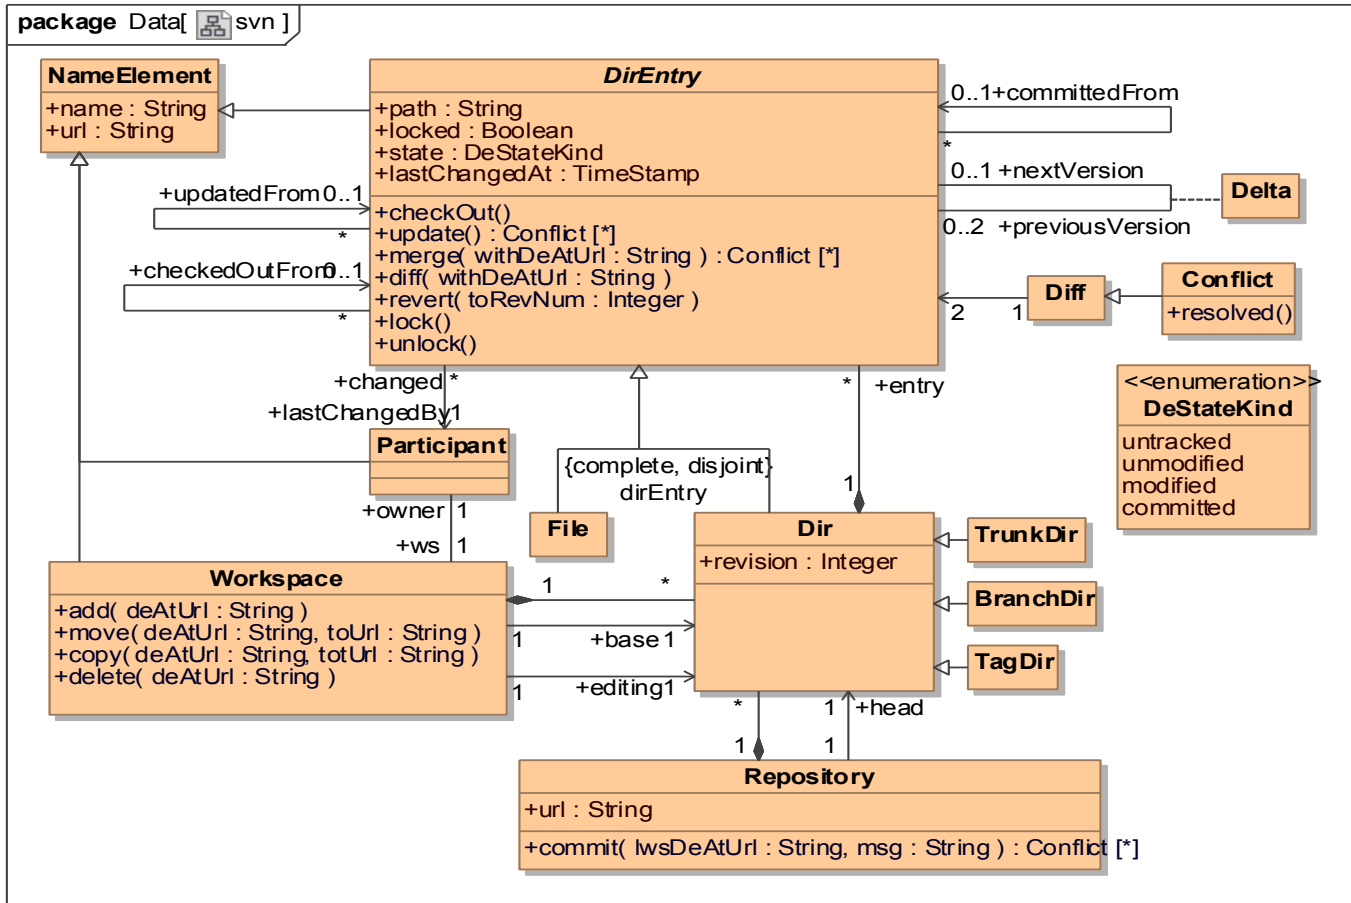 package Data[ svn ]
NameElement
+name : String
+url : String
DirEntry
+path : String
+locked : Boolean
+state : DeStateKind
+lastChangedAt : TimeStamp
+checkOut()
+update() : Conflict [*]
+merge( withDeAtUrl : String ) : Conflict [*]
+diff( withDeAtUrl : String )
+revert( toRevNum : Integer )
+lock()
+unlock()
0..1 +committedFrom
*
0..1 +nextVersion
0..2 +previousVersion
Delta
+updatedFrom 0..1
*
+checkedOutFrom 0..1
*
2
1
Diff
Conflict
+resolved()
<<enumeration>>
DeStateKind
untracked
unmodified
modified
committed
+changed *
+lastChangedBy 1
* +entry
1
Participant
{complete, disjoint}
dirEntry
+owner 1
+ws 1
File
Dir
+revision : Integer
TrunkDir
BranchDir
TagDir
Workspace
+add( deAtUrl : String )
+move( deAtUrl : String, toUrl : String )
+copy( deAtUrl : String, totUrl : String )
+delete( deAtUrl : String )
1 *
1 +base 1
1 +editing 1
* 1 +head
1 1
Repository
+url : String
+commit( lwsDeAtUrl : String, msg : String ) : Conflict [*]